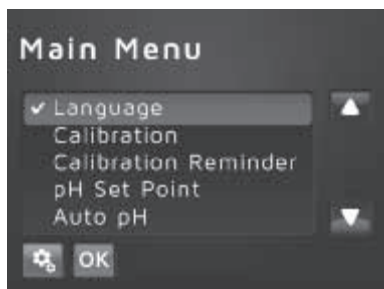 Main Menu
Language
Calibration
Calibration Reminder
pH Set Point
Auto pH
OK